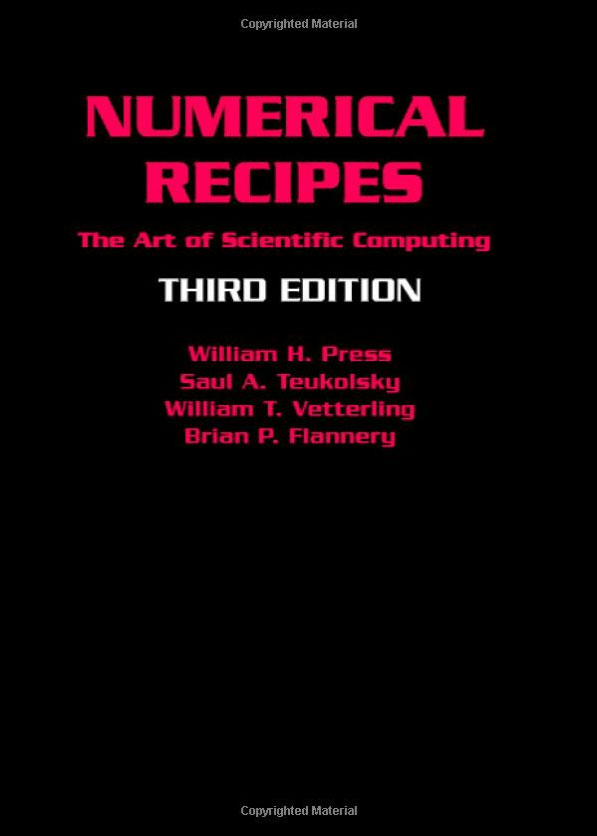 Copyrighted Material
NUMERICAL
RECIPES
The Art of Scientific Computing
THIRD EDITION
William H. Press
Saul A. Teukolsky
William T. Vetterling
Brian P. Flannery
Copyrighted Material